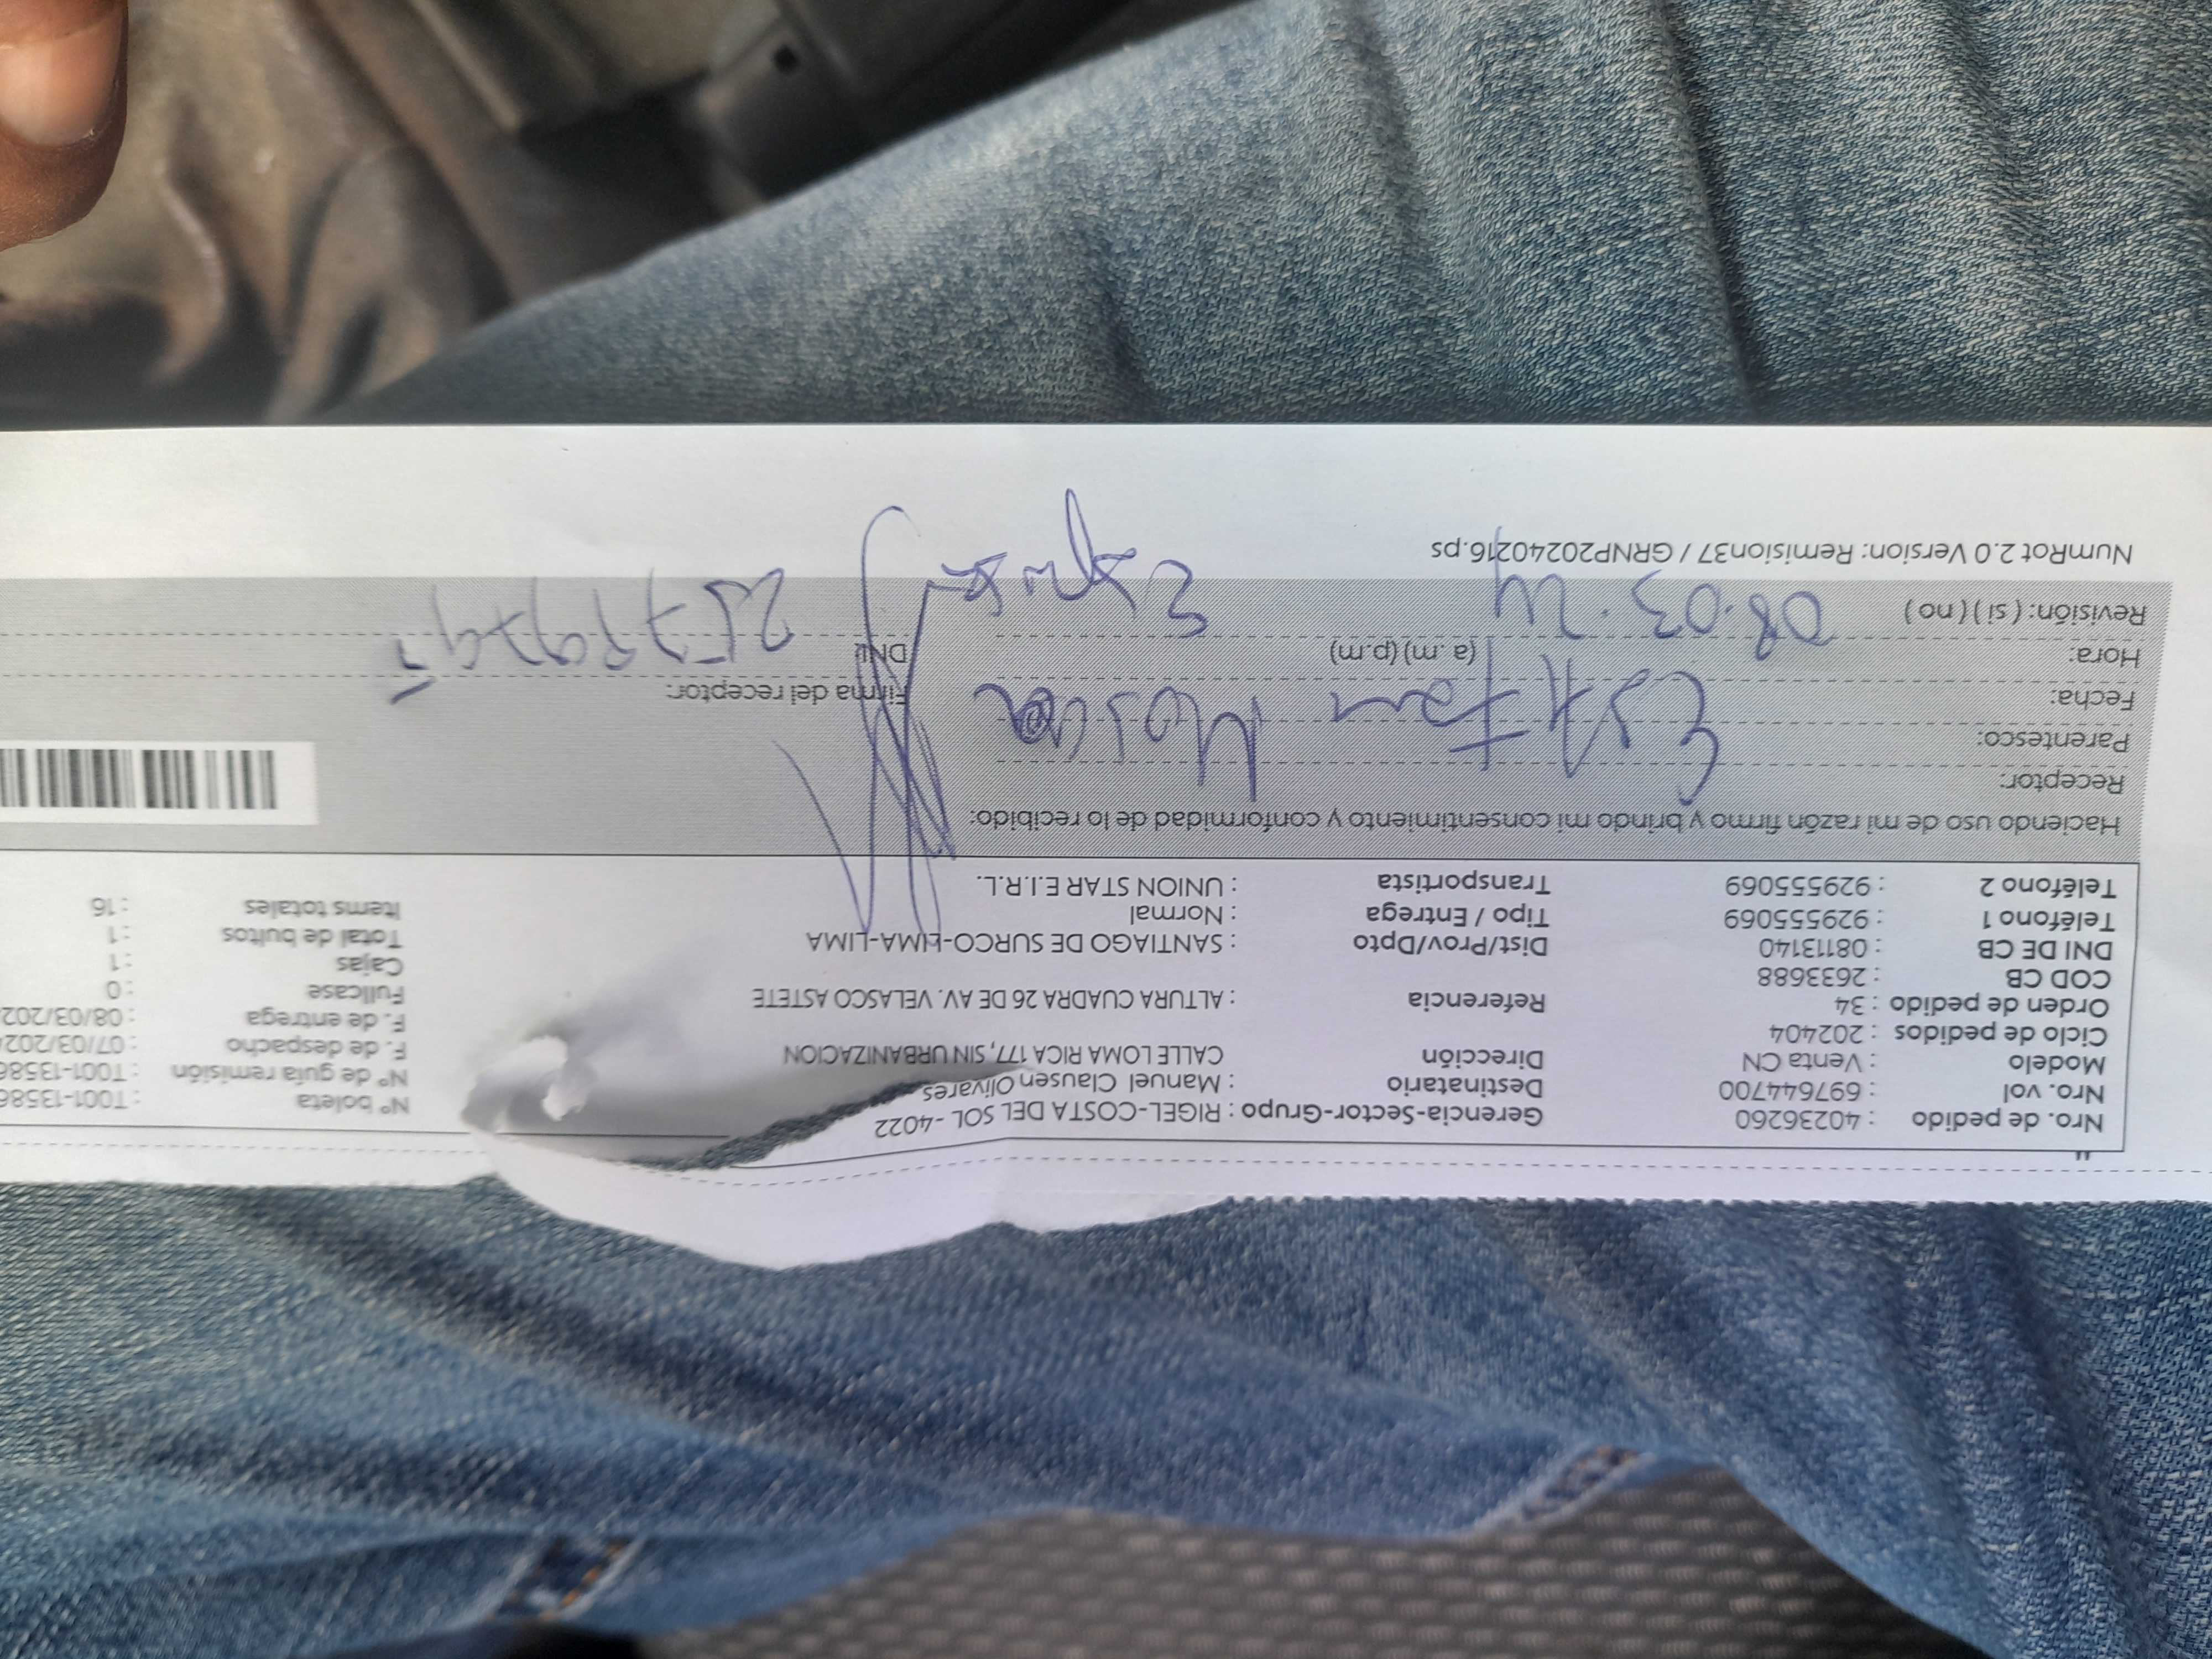 Nro. de pedido : 40236260 Gerencia-Sector-Grupo : RIGEL-COSTA DEL SOL -4022 Nº boleta : T001-13586
Nro. vol : 697644700 Destinatario : Manuel Clausen Olivares Nº de guía remisión : T001-13586
Modelo : Venta CN Dirección CALLE LOMA RICA 177, SIN URBANIZACION F. de despacho : 07/03/202
Ciclo de pedidos : 202404 F. de entrega : 08/03/202
Orden de pedido : 34 Referencia : ALTURA CUADRA 26 DE AV. VELASCO ASTETE Fullcase : 0
COD CB : 2633688 Cajas : 1
DNI DE CB : 08113140 Dist/Prov/Dpto : SANTIAGO DE SURCO-LIMA-LIMA Total de bultos : 1
Teléfono 1 : 929555069 Tipo / Entrega : Normal Items totales : 16
Teléfono 2 : 929555069 Transportista : UNION STAR E.I.R.L.
Haciendo uso de mi razón firmo y brindo mi consentimiento y conformidad de lo recibido:
Receptor:
Parentesco:
Fecha: Firma del receptor:
Hora: (a .m) (p.m) DNI:
Revisión: ( si ) ( no ) 08.03.24
NumRot 2.0 Version: Remision37 / GRNP20240216.ps